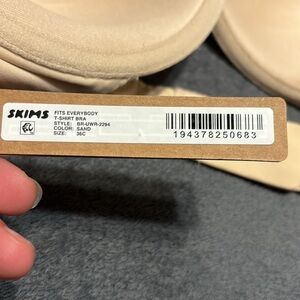 SKIMS
FITS EVERYBODY
T-SHIRT BRA
STYLE: BR-UWR-2294
COLOR: SAND
SIZE: 36C
194378250683